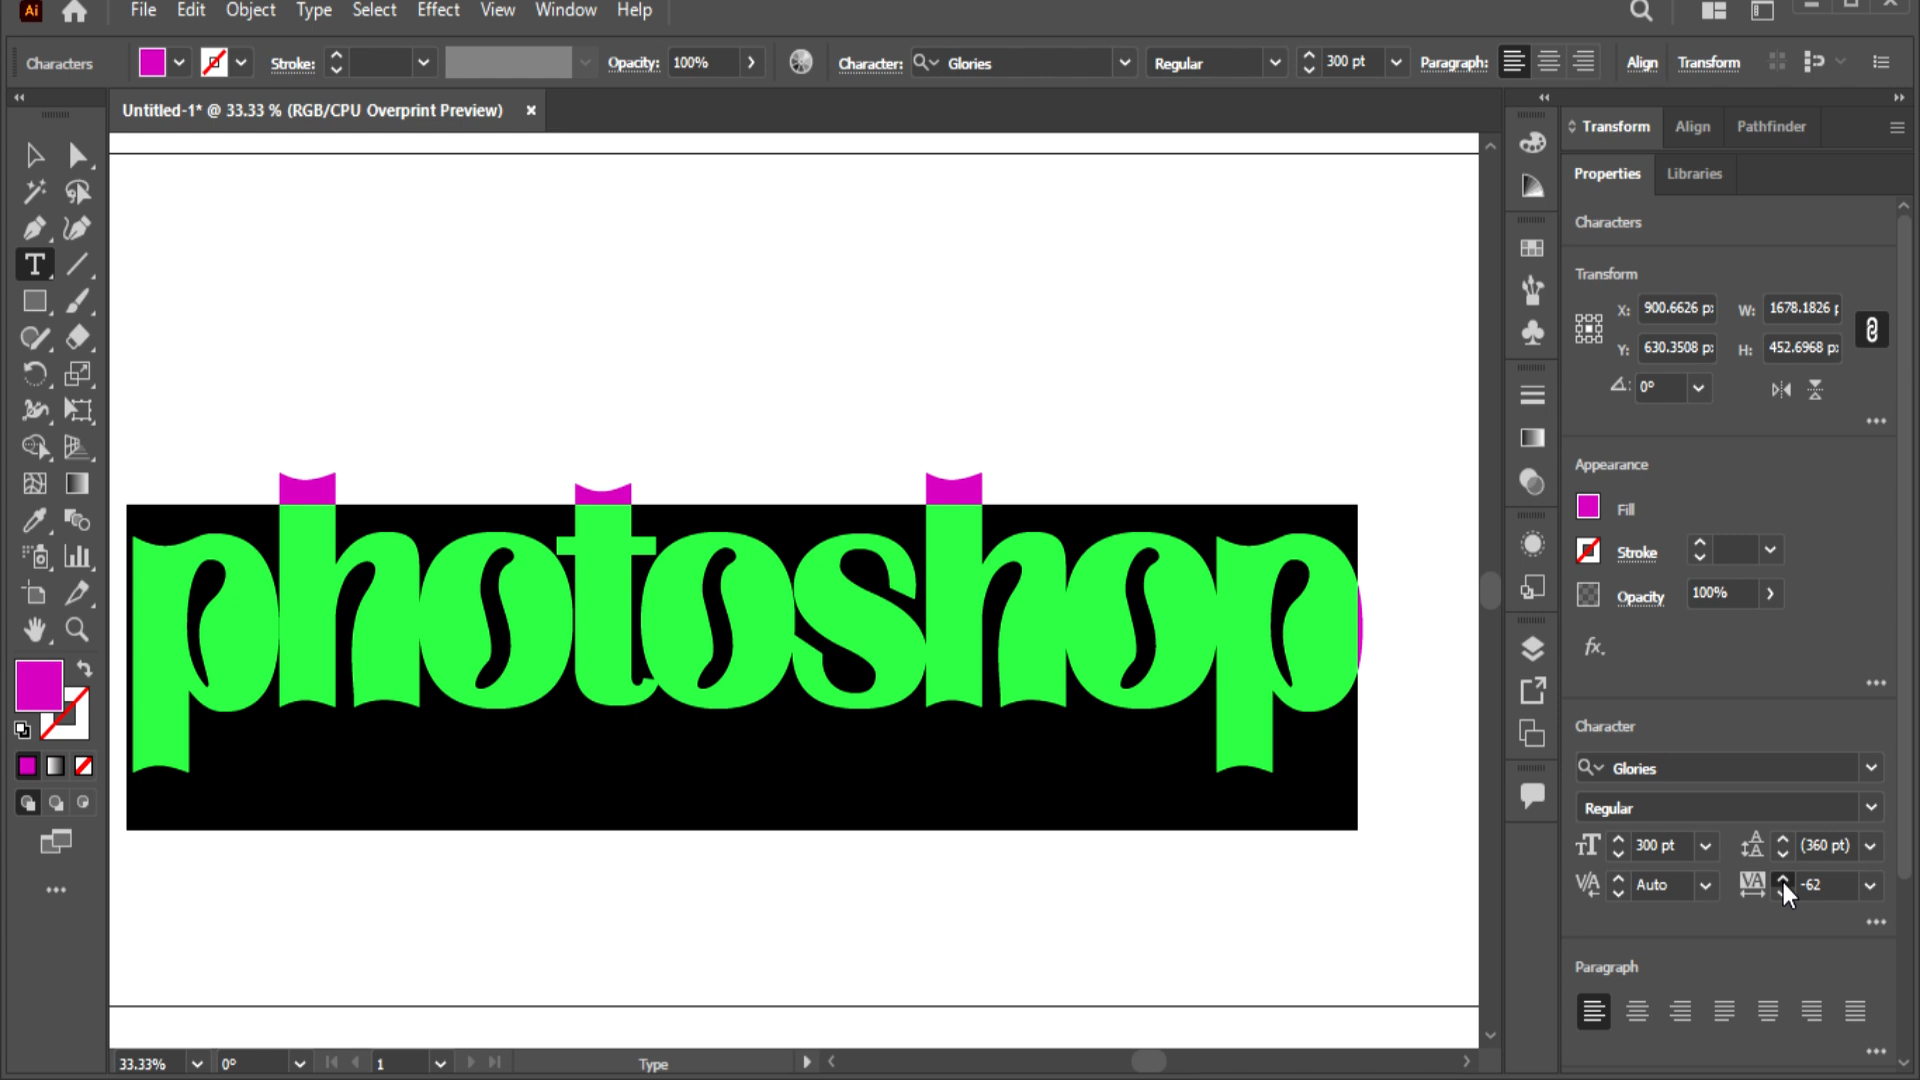 Ai File Edit Object Type Select Effect View Window Help
Characters Stroke: Opacity: 100% Character: Glories Regular 300 pt Paragraph: Align Transform
Untitled-1* @ 33.33 % (RGB/CPU Overprint Preview) ×
Transform Align Pathfinder
Properties Libraries
Characters
Transform
X: 900.6626 px W: 1678.1826 p
Y: 630.3508 px H: 452.6968 px
0°
Appearance
Fill
Stroke
Opacity 100%
fx.
photoshop
Character
Glories
Regular
300 pt (360 pt)
Auto -62
Paragraph
33.33% 0° 1 Type